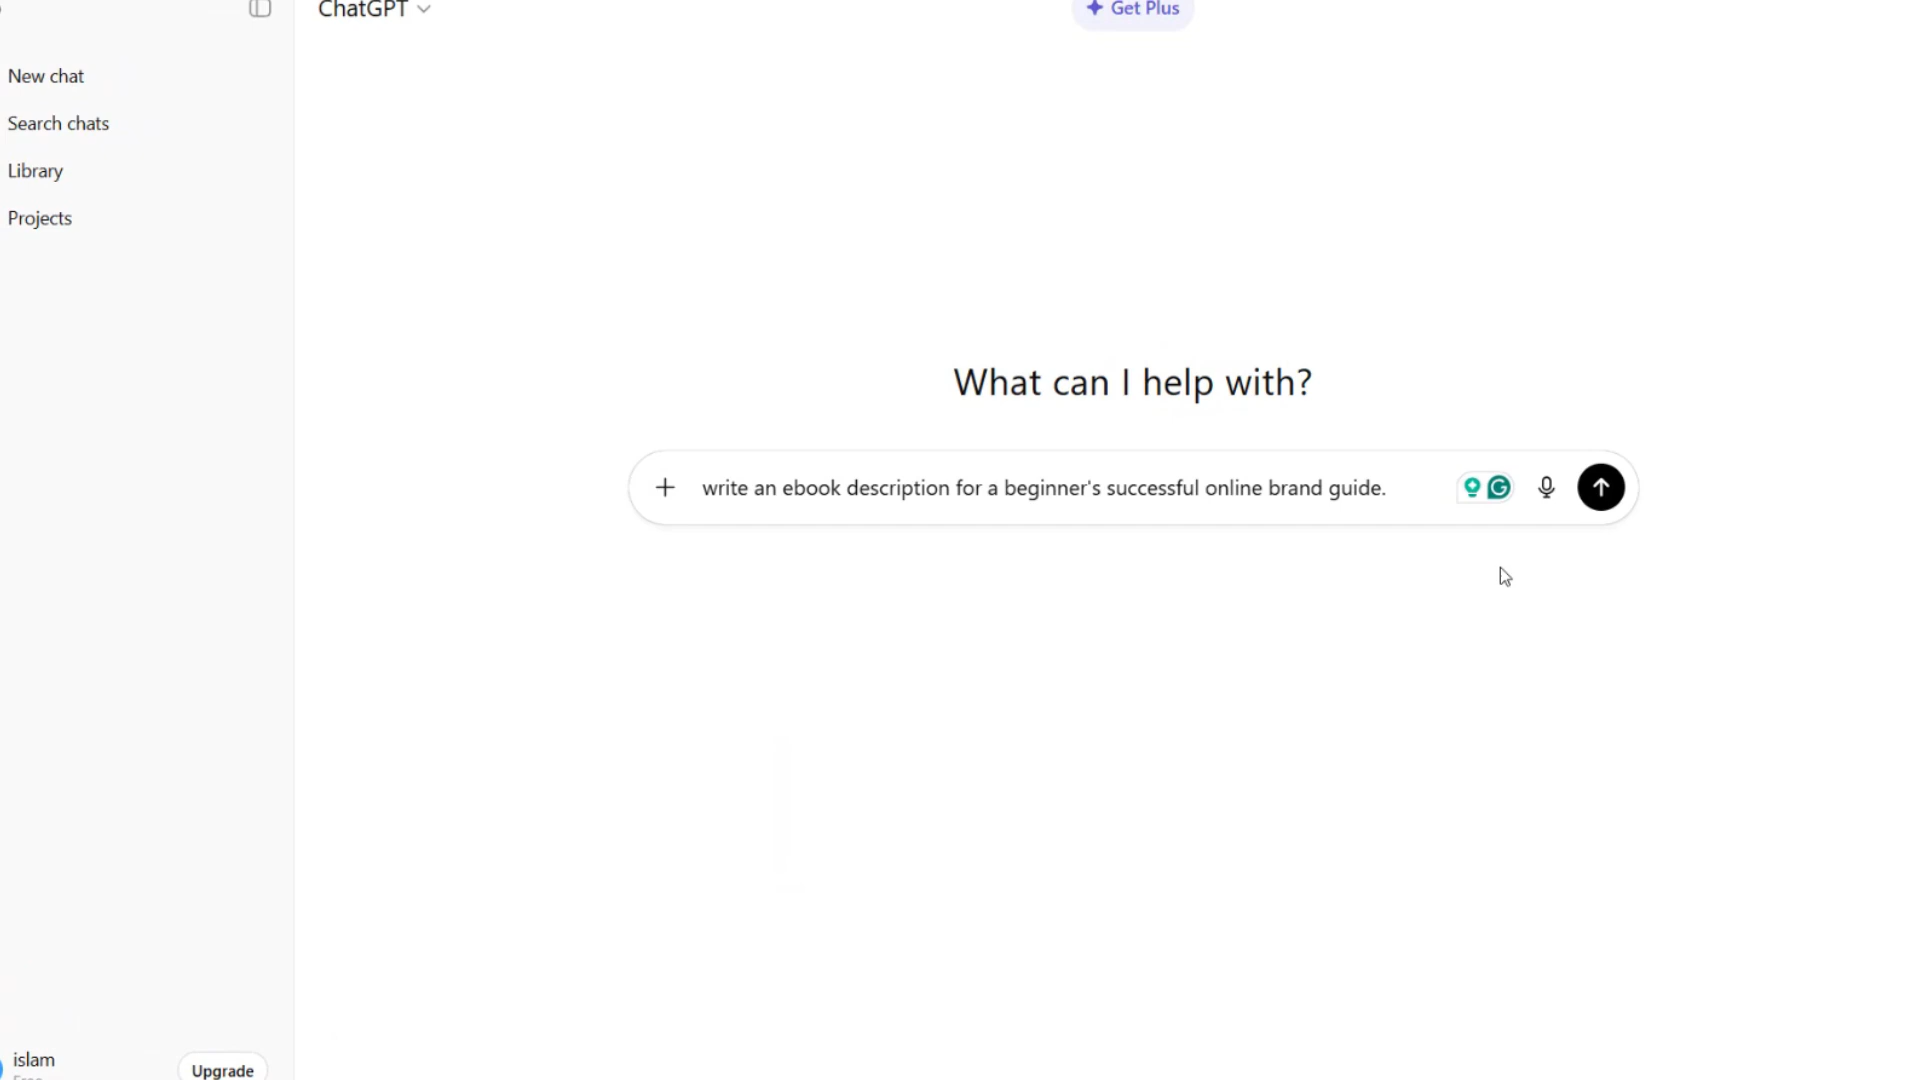 ChatGPT
Get Plus
New chat
Search chats
Library
Projects
What can I help with?
write an ebook description for a beginner's successful online brand guide.
islam
Free
Upgrade